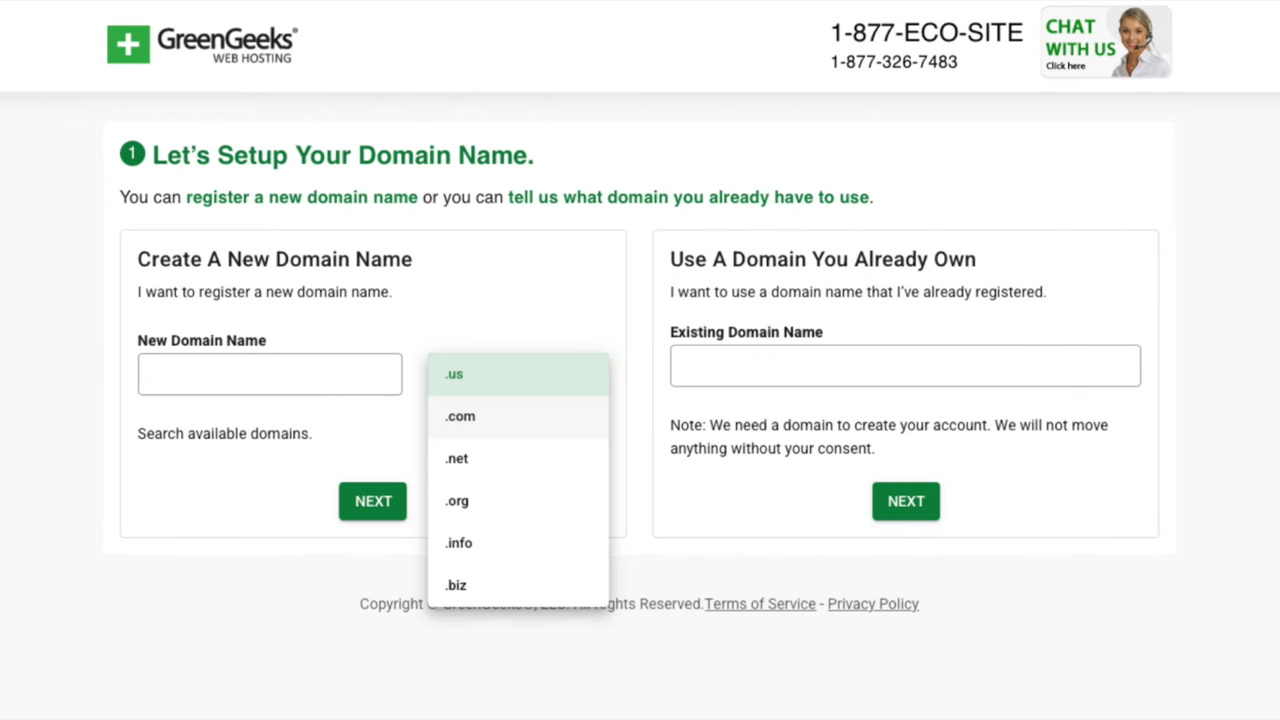 GreenGeeks®
WEB HOSTING
1-877-ECO-SITE
1-877-326-7483
CHAT
WITH US
Click here
1 Let’s Setup Your Domain Name.
You can register a new domain name or you can tell us what domain you already have to use.
Create A New Domain Name
I want to register a new domain name.
New Domain Name
Search available domains.
NEXT
.us
.com
.net
.org
.info
.biz
Use A Domain You Already Own
I want to use a domain name that I’ve already registered.
Existing Domain Name
Note: We need a domain to create your account. We will not move
anything without your consent.
NEXT
Copyright © GreenGeeks®, LLC. All Rights Reserved.Terms of Service - Privacy Policy